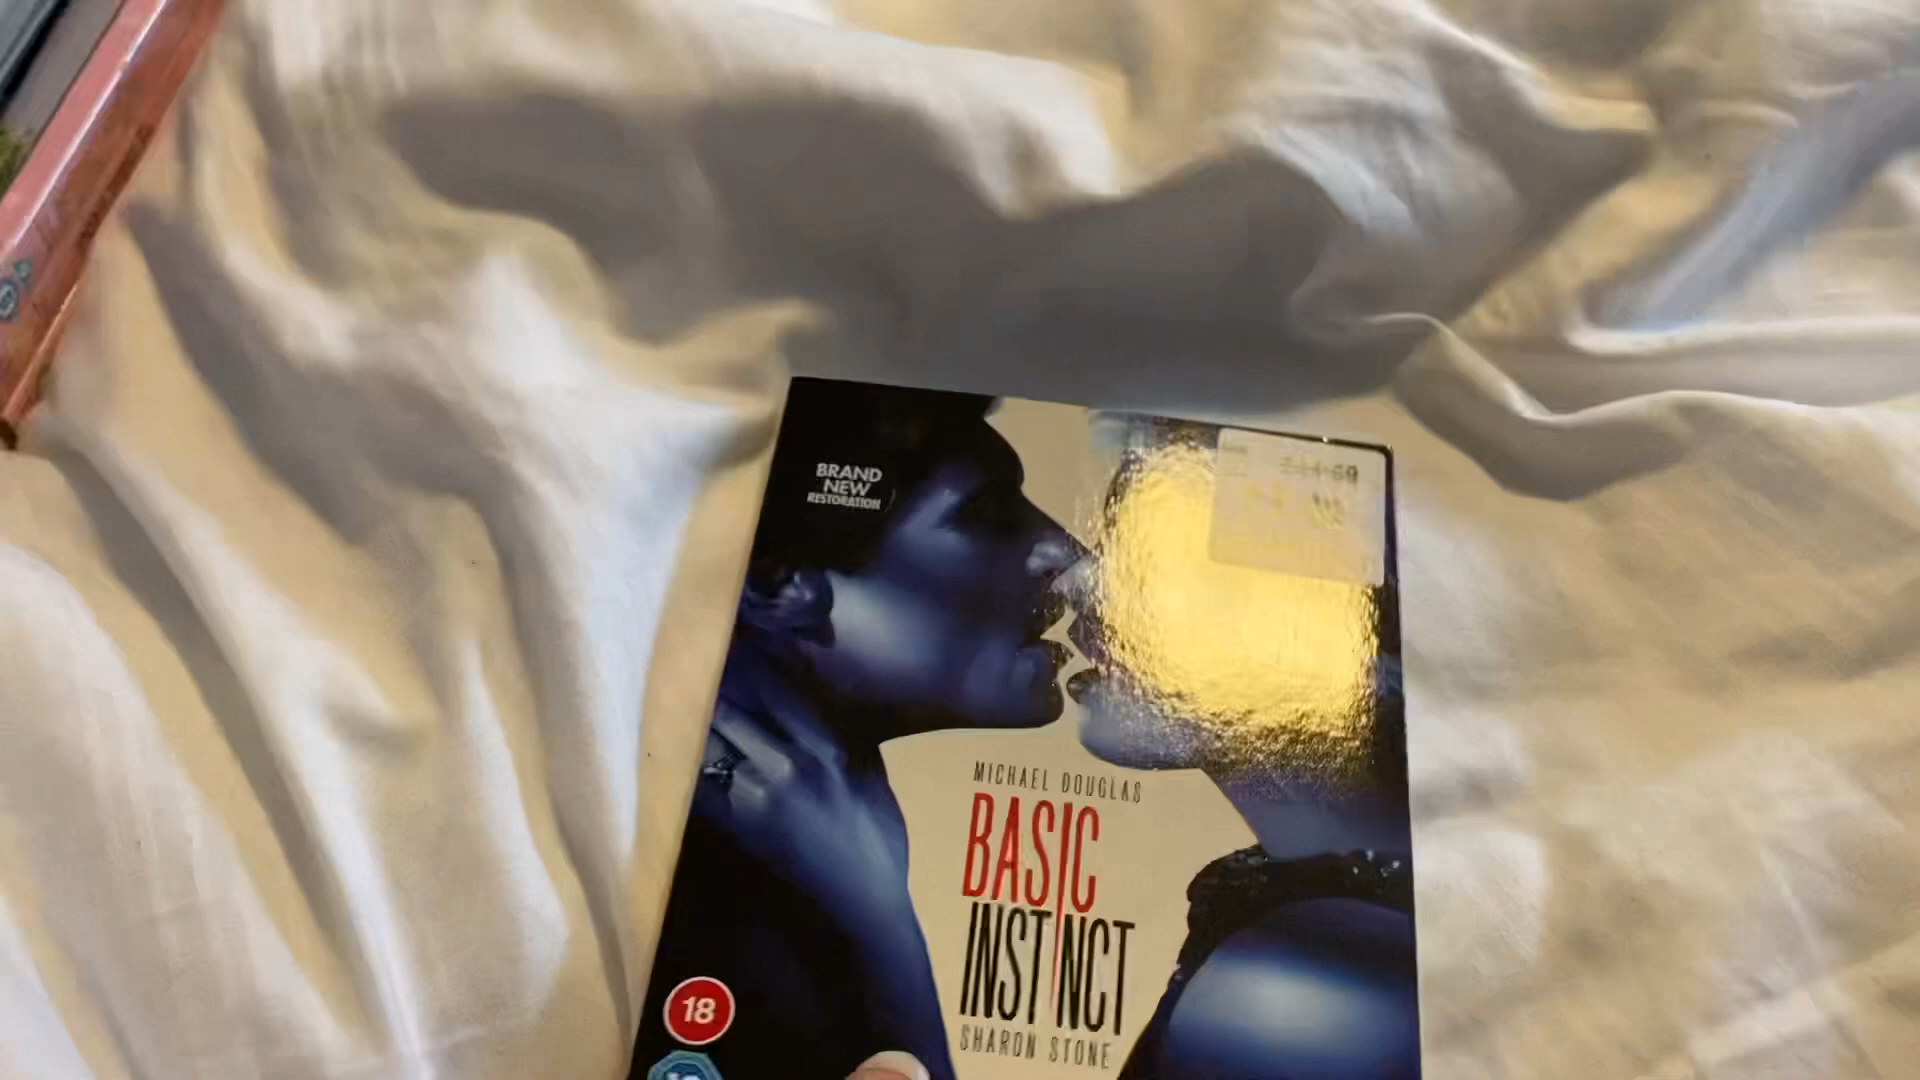 BRAND
NEW
RESTORATION
MICHAEL DOUGLAS
BASIC
INSTINCT
SHARON STONE
18